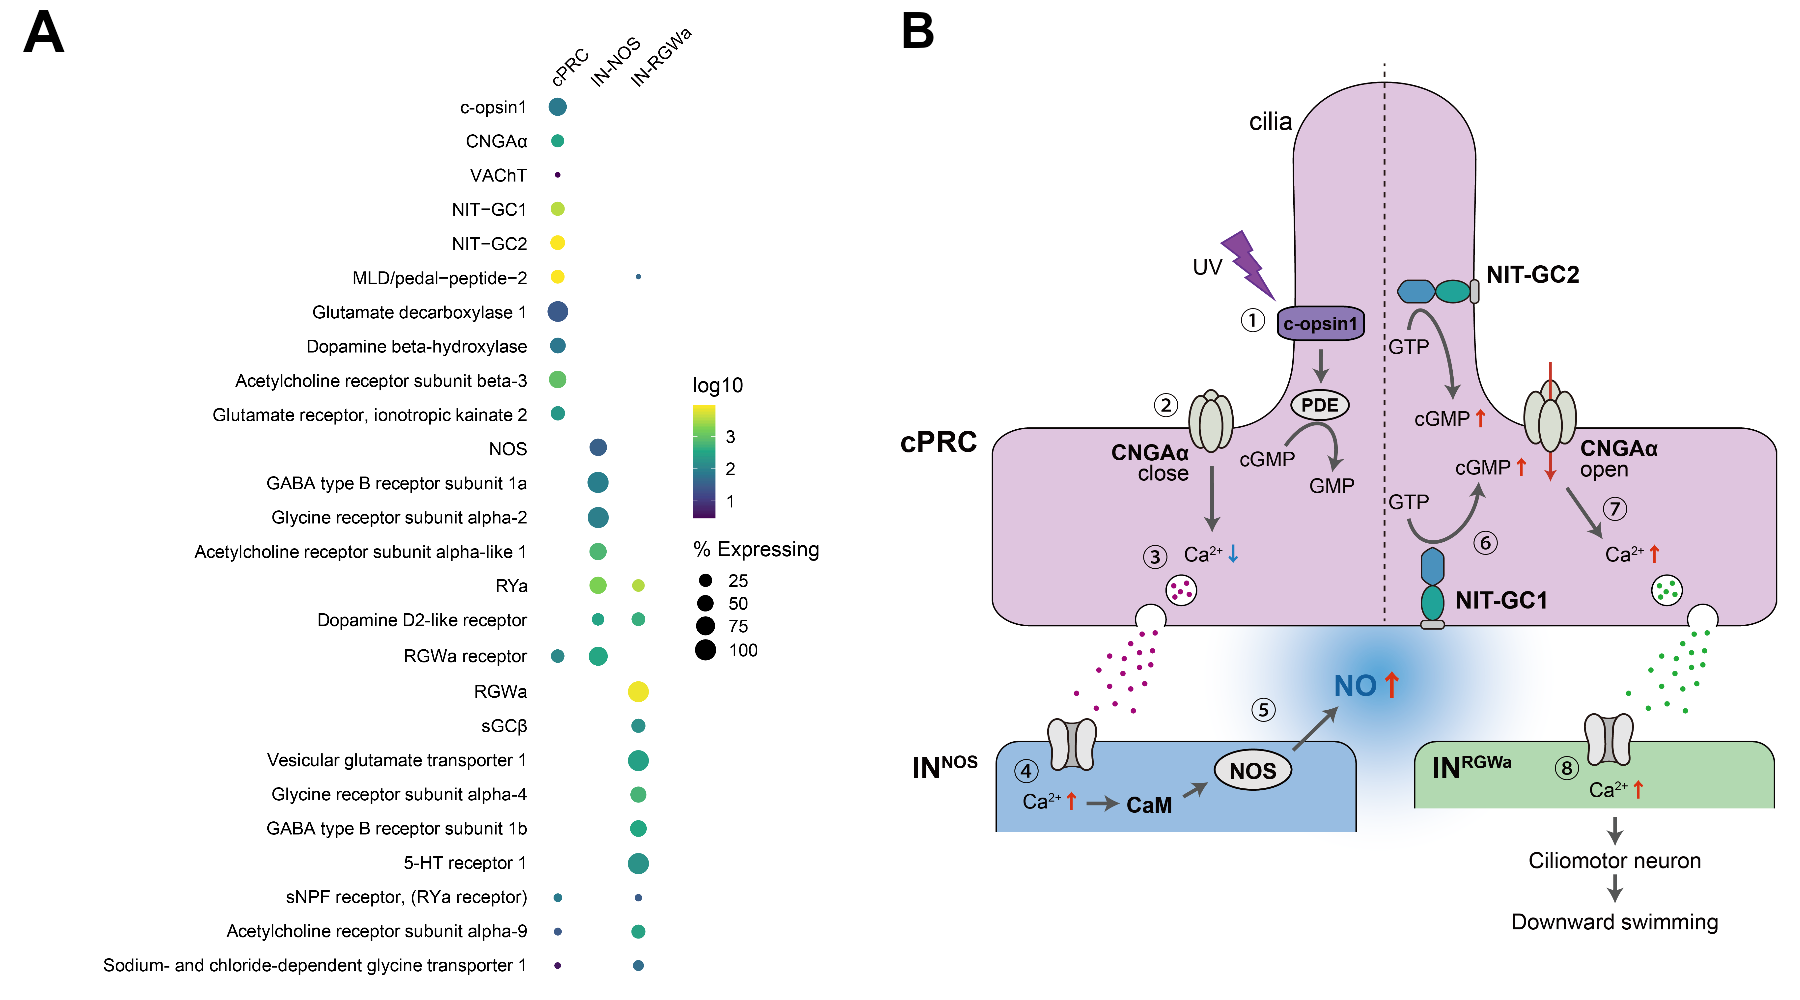 A
cPRC
IN-NOS
IN-RGWa
c-opsin1
CNGAα
VAChT
NIT−GC1
NIT−GC2
MLD/pedal−peptide−2
Glutamate decarboxylase 1
Dopamine beta-hydroxylase
Acetylcholine receptor subunit beta-3
Glutamate receptor, ionotropic kainate 2
NOS
GABA type B receptor subunit 1a
Glycine receptor subunit alpha-2
Acetylcholine receptor subunit alpha-like 1
RYa
Dopamine D2-like receptor
RGWa receptor
RGWa
sGCβ
Vesicular glutamate transporter 1
Glycine receptor subunit alpha-4
GABA type B receptor subunit 1b
5-HT receptor 1
sNPF receptor, (RYa receptor)
Acetylcholine receptor subunit alpha-9
Sodium- and chloride-dependent glycine transporter 1
log10
3
2
1
% Expressing
25
50
75
100
B
cilia
UV
① c-opsin1
PDE
② CNGAα
close
cGMP
GMP
cPRC
③ Ca²⁺ ↓
NIT-GC2
GTP
cGMP ↑
CNGAα
open
cGMP ↑
GTP
⑥
NIT-GC1
⑦
Ca²⁺ ↑
NO ↑
⑤
IN^NOS
④
Ca²⁺ ↑
CaM
NOS
IN^RGWa
⑧
Ca²⁺ ↑
Ciliomotor neuron
Downward swimming